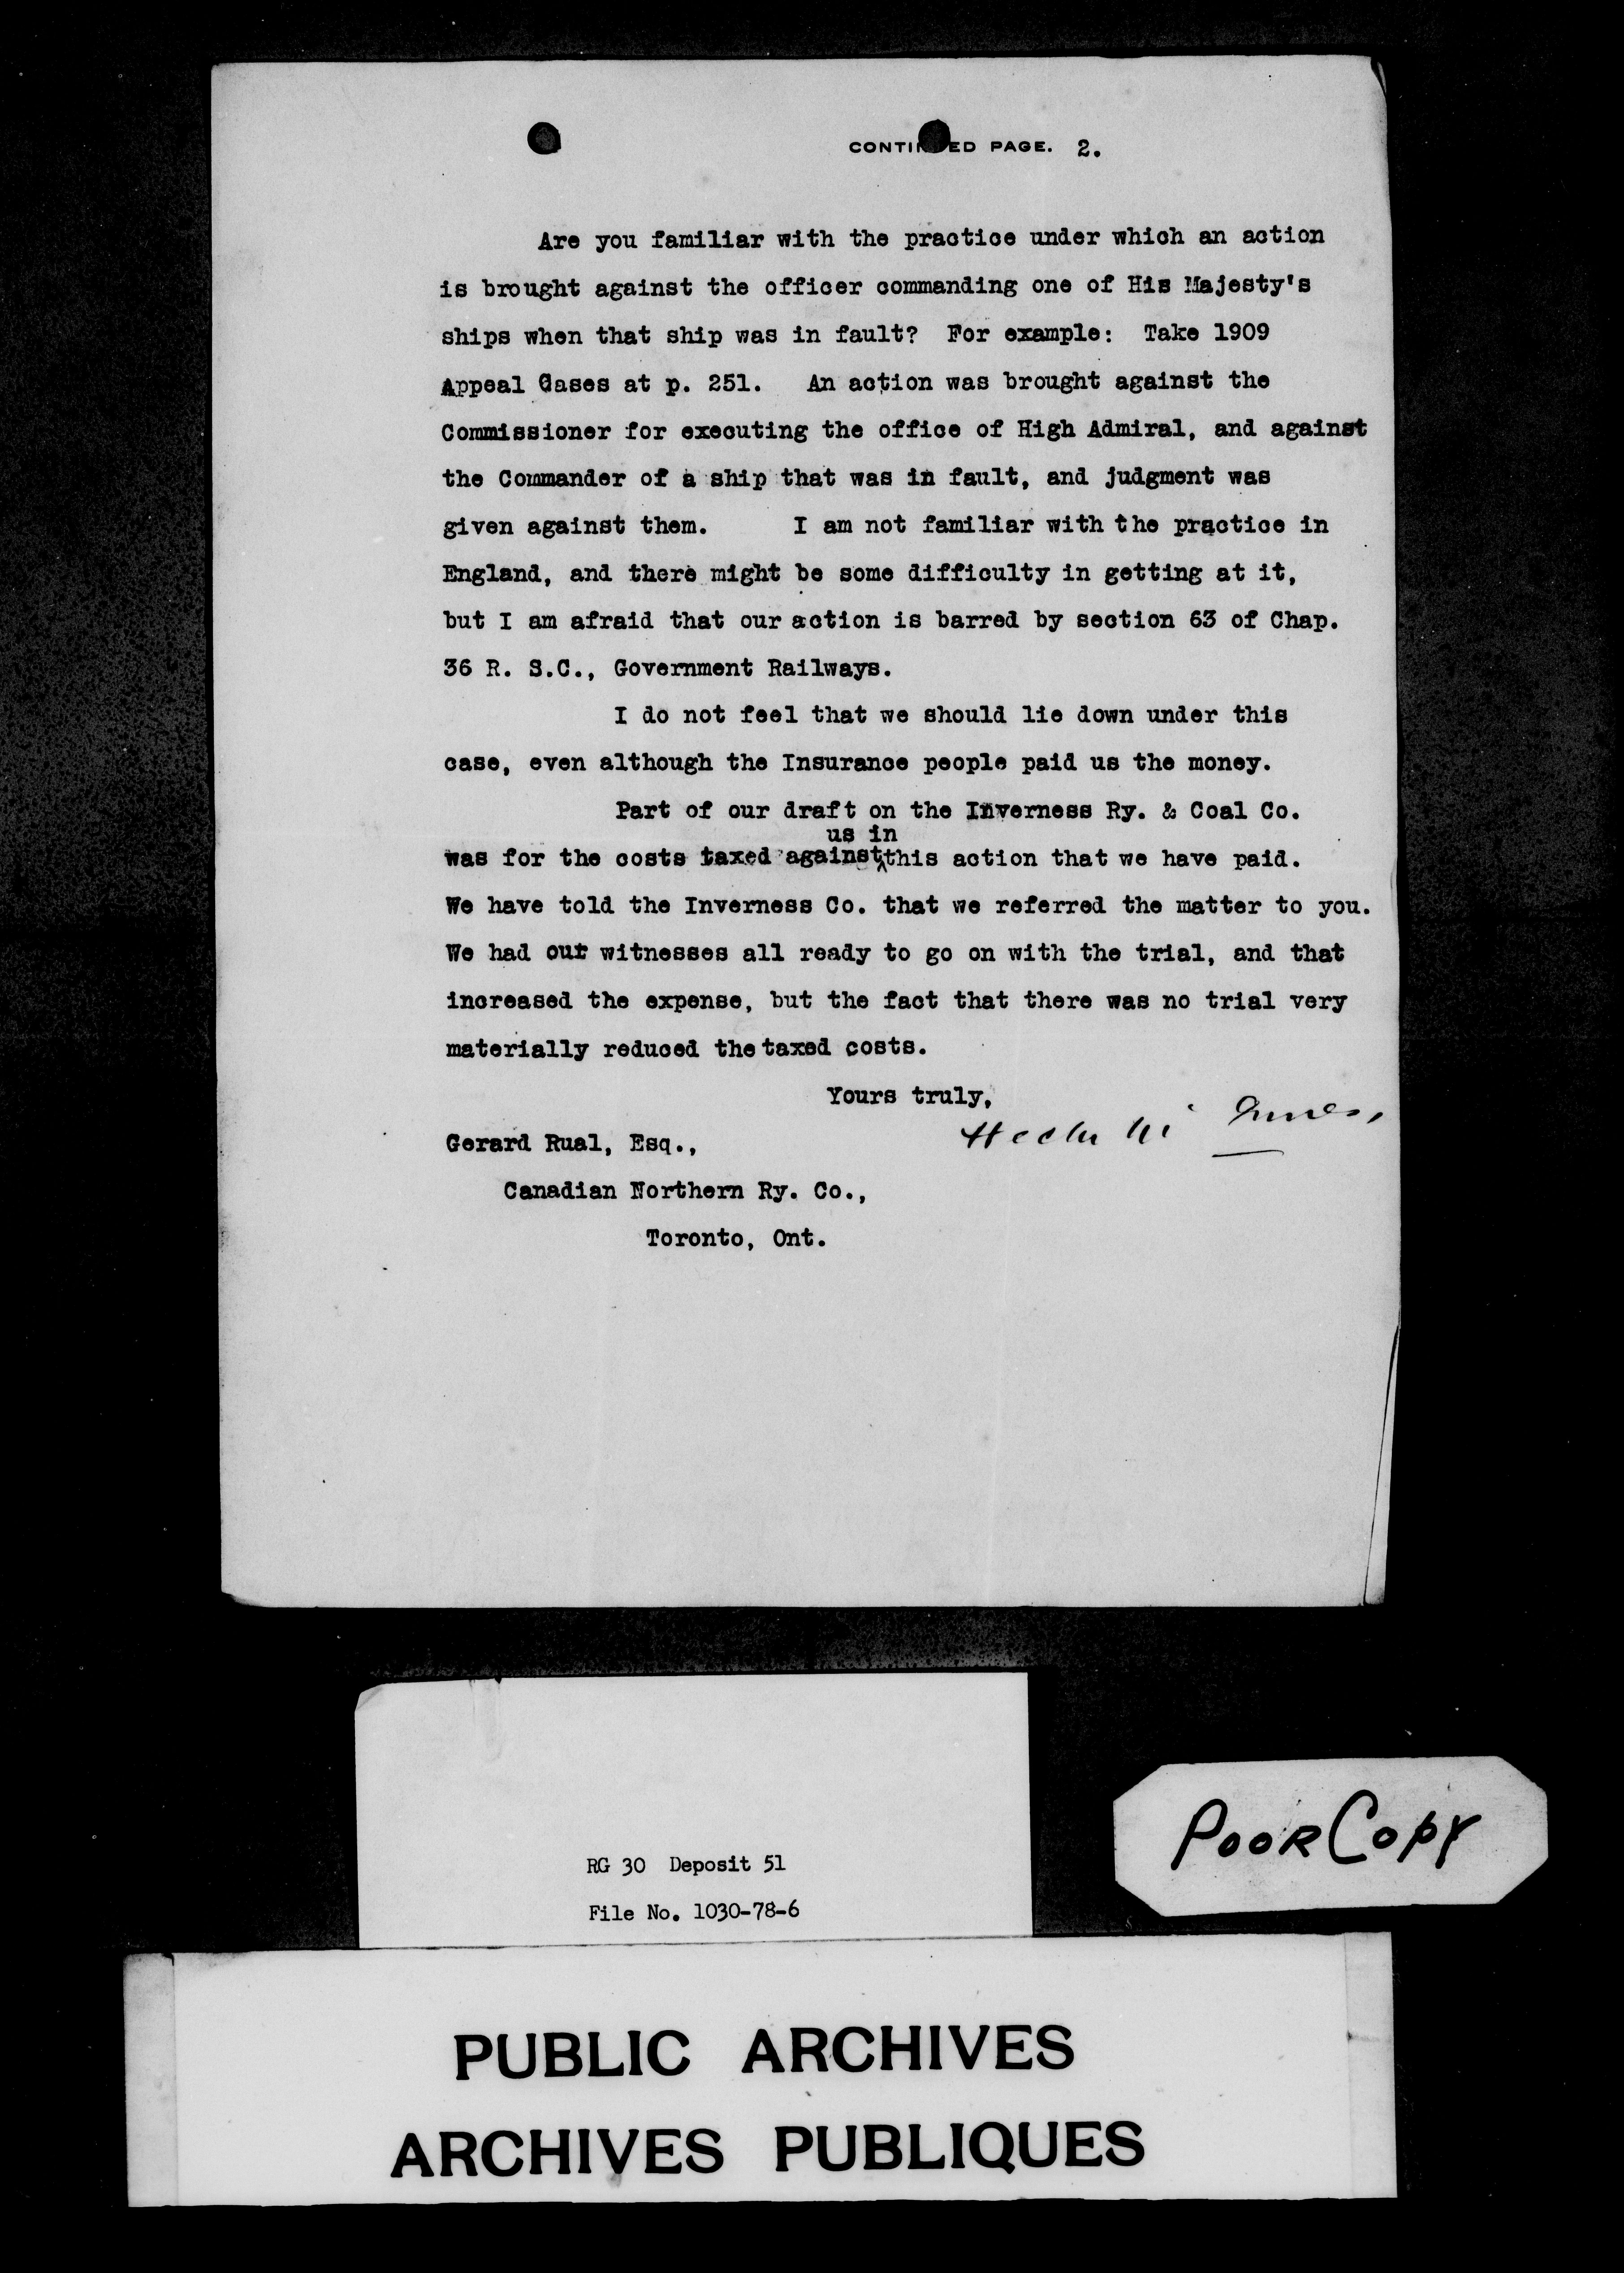 CONTINUED PAGE. 2.
Are you familiar with the practice under which an action
is brought against the officer commanding one of His Majesty's
ships when that ship was in fault? For example: Take 1909
Appeal Cases at p. 251. An action was brought against the
Commissioner for executing the office of High Admiral, and against
the Commander of a ship that was in fault, and judgment was
given against them. I am not familiar with the practice in
England, and there might be some difficulty in getting at it,
but I am afraid that our action is barred by section 63 of Chap.
36 R. S.C., Government Railways.
I do not feel that we should lie down under this
case, even although the Insurance people paid us the money.
Part of our draft on the Inverness Ry. & Coal Co.
us in
was for the costs taxed against this action that we have paid.
We have told the Inverness Co. that we referred the matter to you.
We had our witnesses all ready to go on with the trial, and that
increased the expense, but the fact that there was no trial very
materially reduced the taxed costs.
Yours truly,
Hector McInnes,
Gerard Rual, Esq.,
Canadian Northern Ry. Co.,
Toronto, Ont.
RG 30 Deposit 51
File No. 1030-78-6
POOR COPY
PUBLIC ARCHIVES
ARCHIVES PUBLIQUES